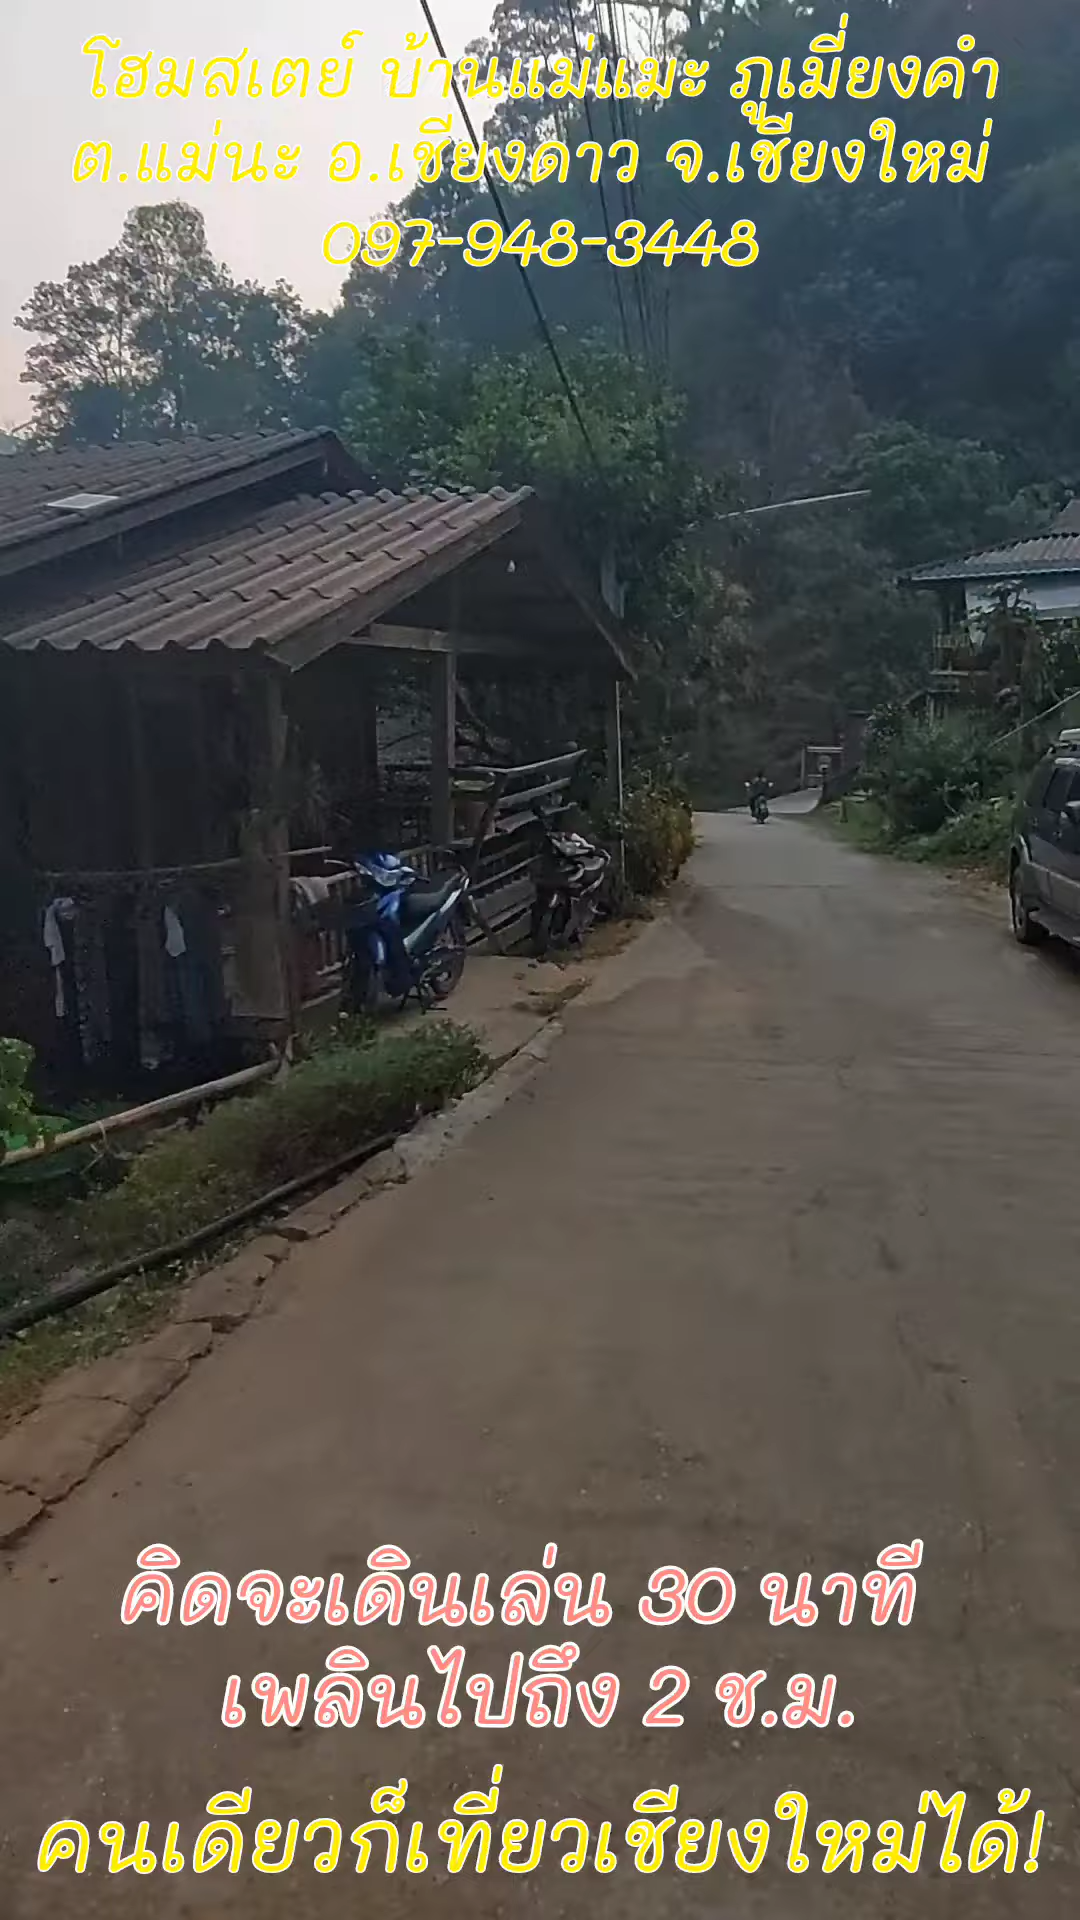 โฮมสเตย์ บ้านแม่แมะ ภูเมี่ยงคำ
ต.แม่นะ อ.เชียงดาว จ.เชียงใหม่
097-948-3448
คิดจะเดินเล่น 30 นาที
เพลินไปถึง 2 ช.ม.
คนเดียวก็เที่ยวเชียงใหม่ได้!